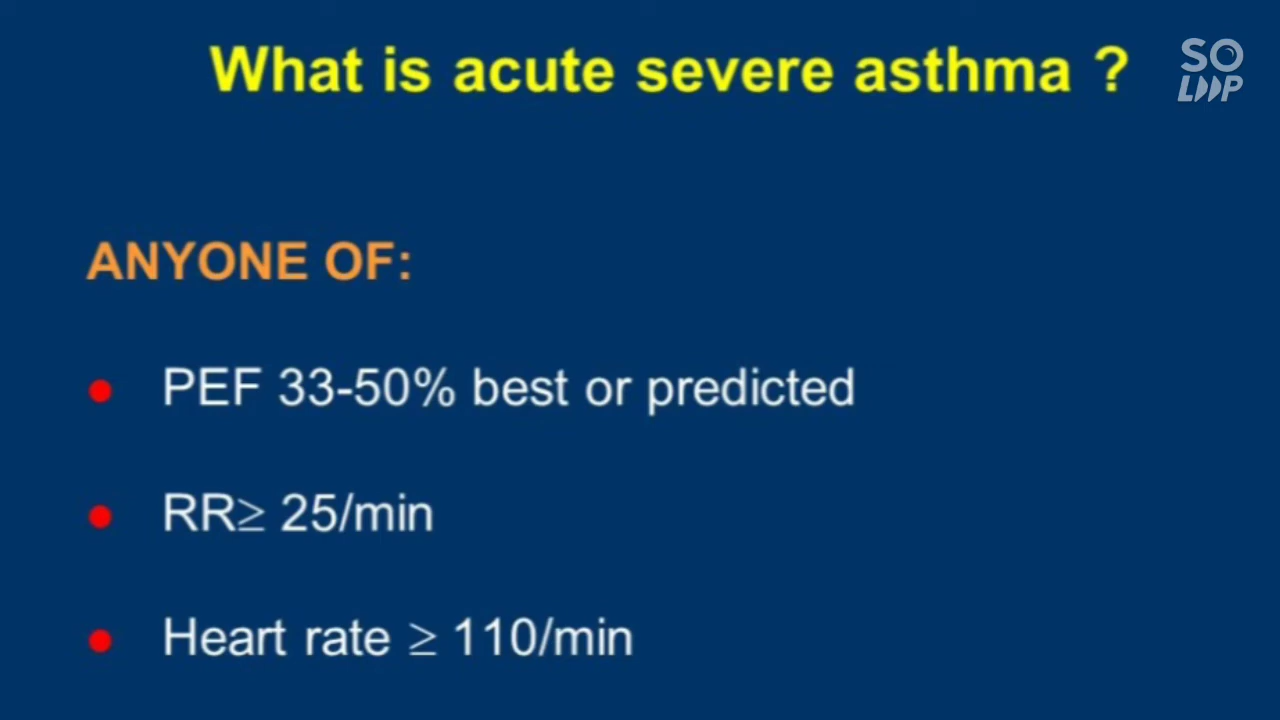 What is acute severe asthma ?
SO
LOOP
ANYONE OF:
PEF 33-50% best or predicted
RR≥ 25/min
Heart rate ≥ 110/min